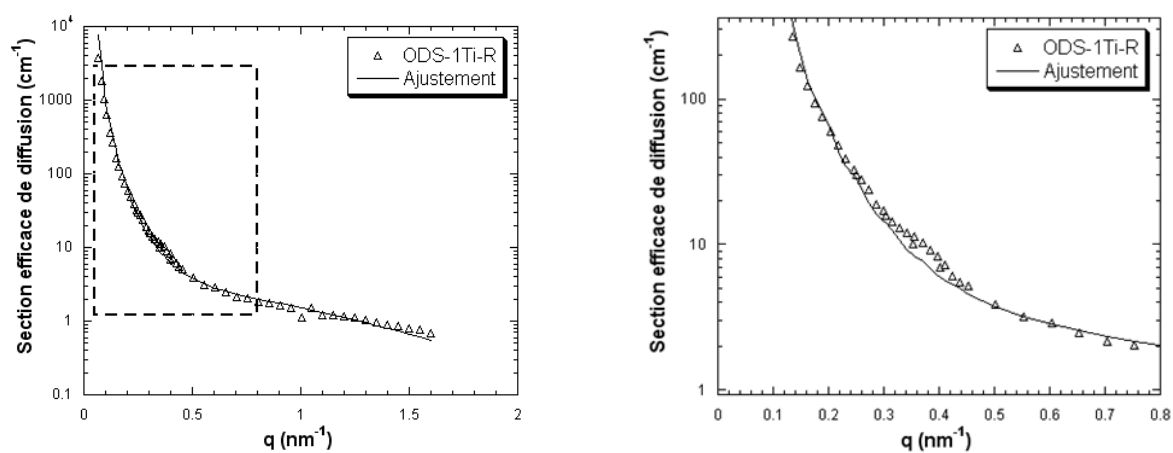 Section efficace de diffusion (cm⁻¹)
10⁴
1000
100
10
1
0.1
0 0.5 1 1.5 2
q (nm⁻¹)
ODS-1Ti-R
Ajustement
Section efficace de diffusion (cm⁻¹)
100
10
1
0 0.1 0.2 0.3 0.4 0.5 0.6 0.7 0.8
q (nm⁻¹)
ODS-1Ti-R
Ajustement